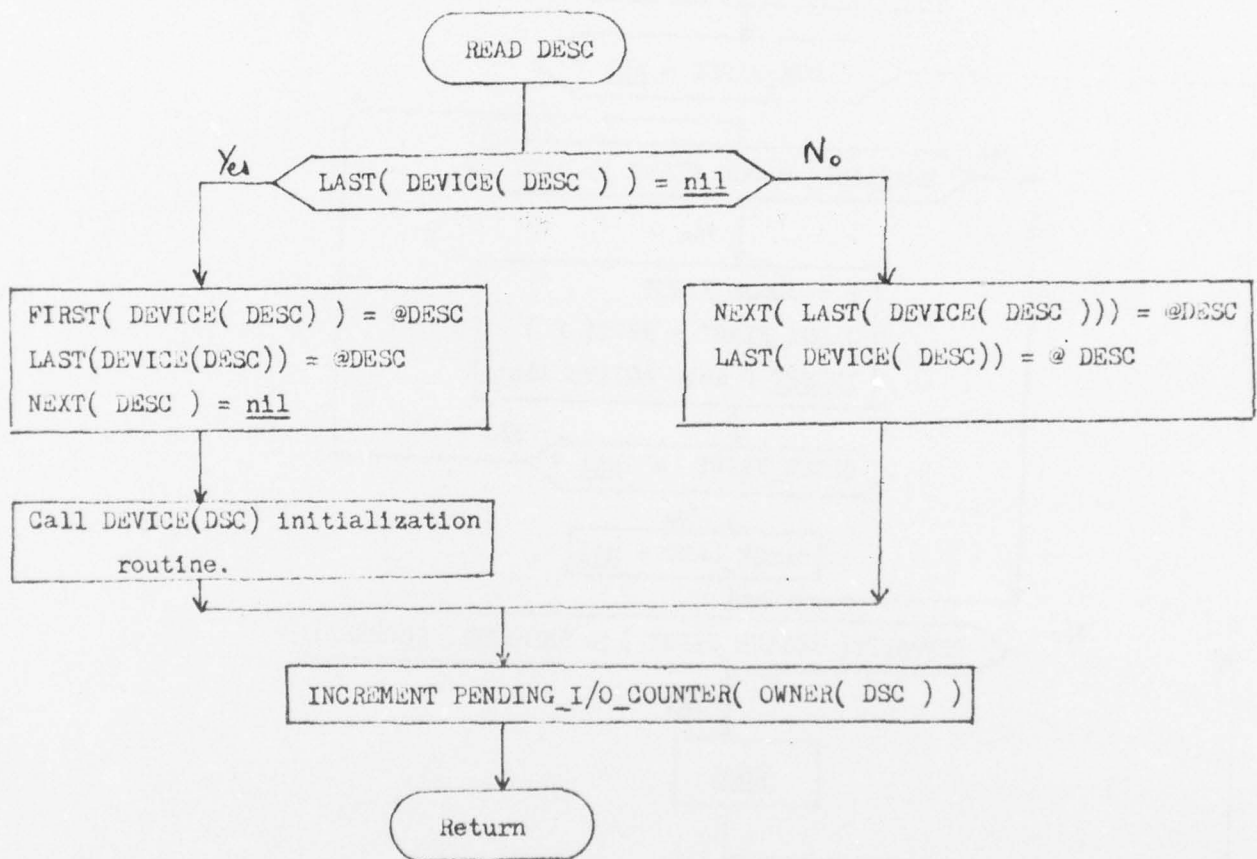 READ DESC
Yes
No
LAST( DEVICE( DESC ) ) = nil
FIRST( DEVICE( DESC) ) = @DESC
LAST(DEVICE(DESC)) = @DESC
NEXT( DESC ) = nil
NEXT( LAST( DEVICE( DESC ))) = @DESC
LAST( DEVICE( DESC)) = @ DESC
Call DEVICE(DSC) initialization
routine.
INCREMENT PENDING_I/O_COUNTER( OWNER( DSC ) )
Return